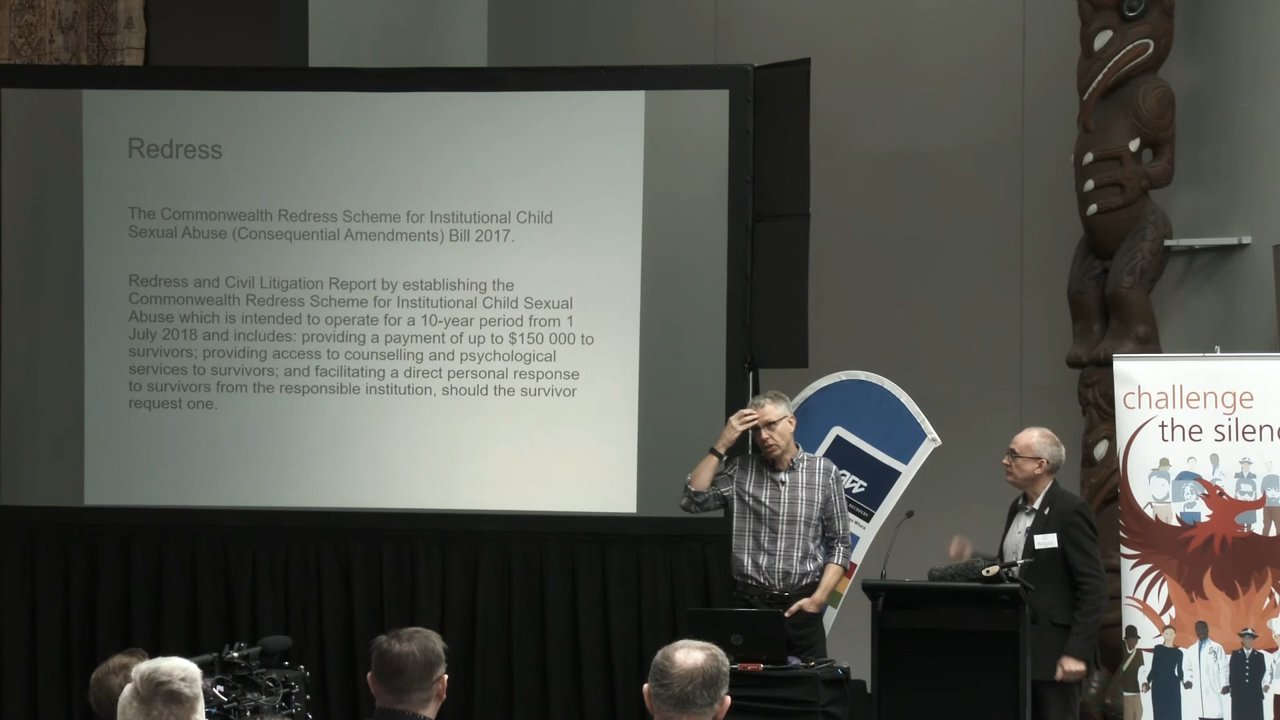 Redress
The Commonwealth Redress Scheme for Institutional Child
Sexual Abuse (Consequential Amendments) Bill 2017.
Redress and Civil Litigation Report by establishing the
Commonwealth Redress Scheme for Institutional Child Sexual
Abuse which is intended to operate for a 10-year period from 1
July 2018 and includes: providing a payment of up to $150 000 to
survivors; providing access to counselling and psychological
services to survivors; and facilitating a direct personal response
to survivors from the responsible institution, should the survivor
request one.
challenge
the silen